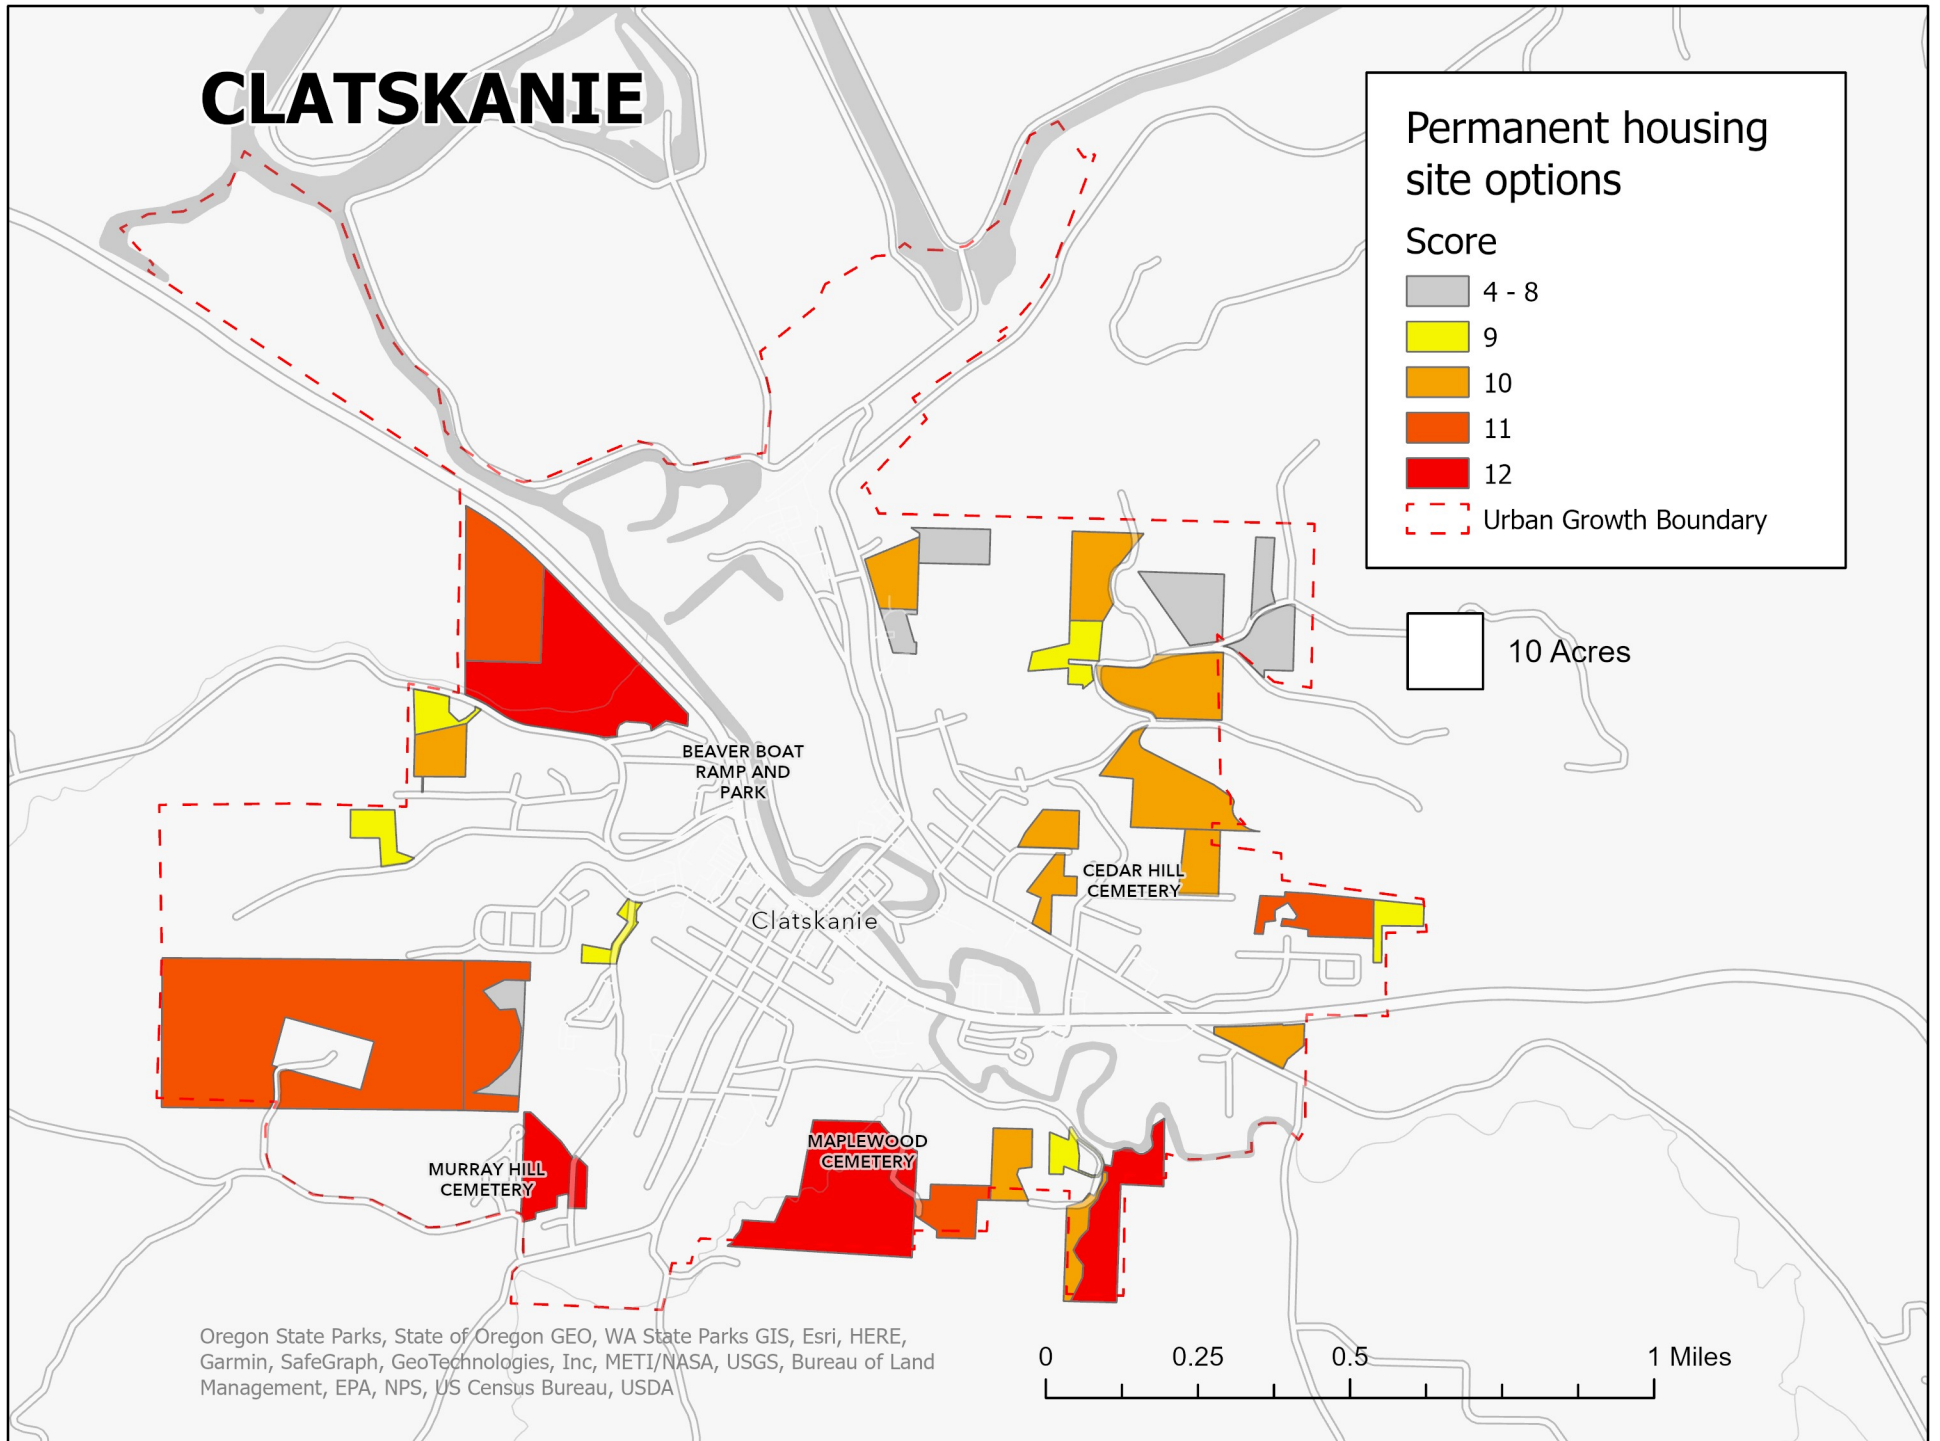 CLATSKANIE
Permanent housing
site options
Score
4 - 8
9
10
11
12
Urban Growth Boundary
10 Acres
BEAVER BOAT
RAMP AND
PARK
CEDAR HILL
CEMETERY
Clatskanie
MAPLEWOOD
CEMETERY
MURRAY HILL
CEMETERY
Oregon State Parks, State of Oregon GEO, WA State Parks GIS, Esri, HERE,
Garmin, SafeGraph, GeoTechnologies, Inc, METI/NASA, USGS, Bureau of Land
Management, EPA, NPS, US Census Bureau, USDA
0 0.25 0.5 1 Miles